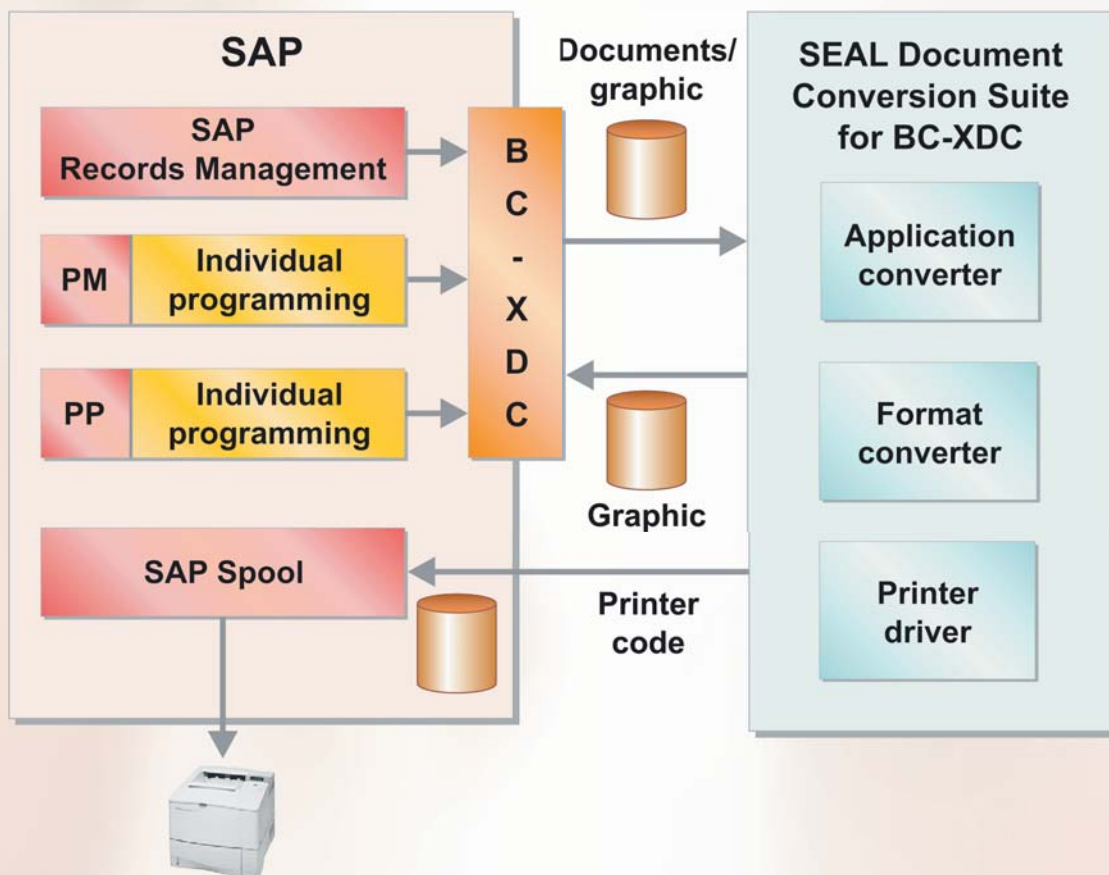 SAP
SAP
Records Management
PM
Individual
programming
PP
Individual
programming
SAP Spool
B
C
-
X
D
C
Documents/
graphic
Graphic
Printer
code
SEAL Document
Conversion Suite
for BC-XDC
Application
converter
Format
converter
Printer
driver